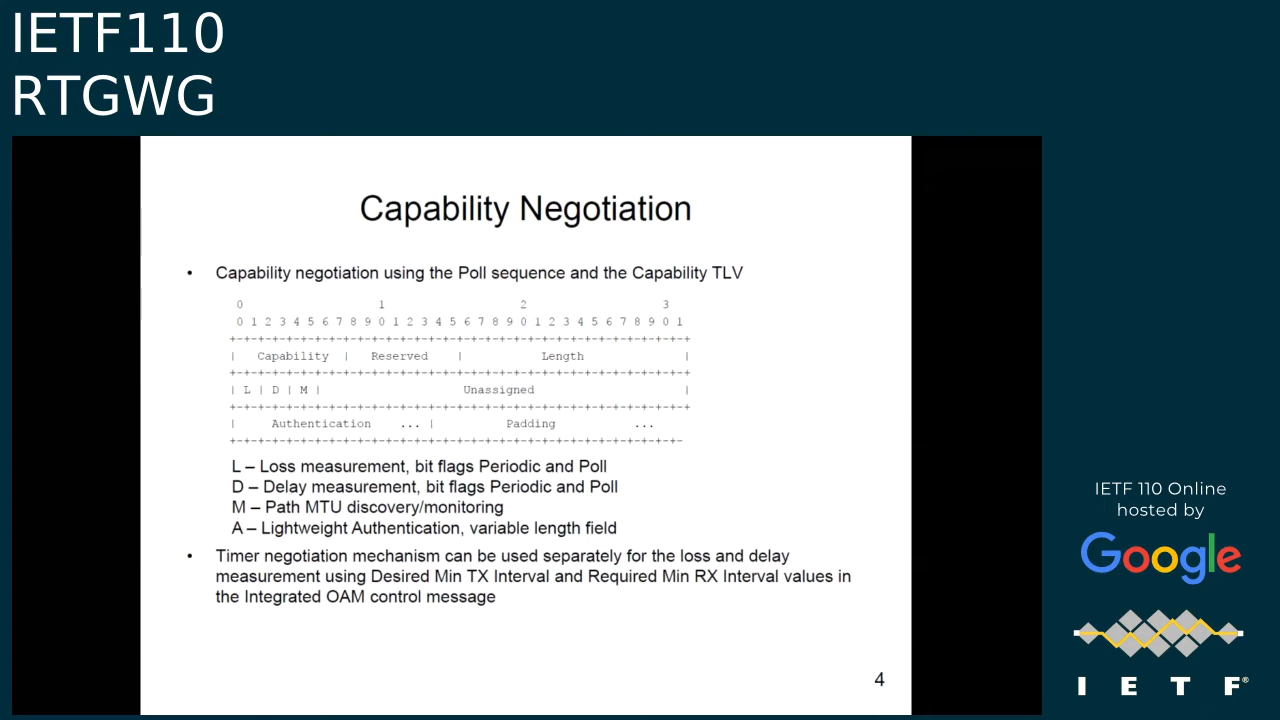 IETF110
RTGWG
Capability Negotiation
• Capability negotiation using the Poll sequence and the Capability TLV
0                   1                   2                   3
0 1 2 3 4 5 6 7 8 9 0 1 2 3 4 5 6 7 8 9 0 1 2 3 4 5 6 7 8 9 0 1
+-+-+-+-+-+-+-+-+-+-+-+-+-+-+-+-+-+-+-+-+-+-+-+-+-+-+-+-+-+-+-+-+
|   Capability  |   Reserved    |           Length              |
+-+-+-+-+-+-+-+-+-+-+-+-+-+-+-+-+-+-+-+-+-+-+-+-+-+-+-+-+-+-+-+-+
| L | D | M |                    Unassigned                     |
+-+-+-+-+-+-+-+-+-+-+-+-+-+-+-+-+-+-+-+-+-+-+-+-+-+-+-+-+-+-+-+-+
|     Authentication    ... |          Padding           ...
+-+-+-+-+-+-+-+-+-+-+-+-+-+-+-+-+-+-+-+-+-+-+-+-+-+-+-+-+-+-+-+-
L – Loss measurement, bit flags Periodic and Poll
D – Delay measurement, bit flags Periodic and Poll
M – Path MTU discovery/monitoring
A – Lightweight Authentication, variable length field
• Timer negotiation mechanism can be used separately for the loss and delay
measurement using Desired Min TX Interval and Required Min RX Interval values in
the Integrated OAM control message
4
IETF 110 Online
hosted by
Google
I E T F®